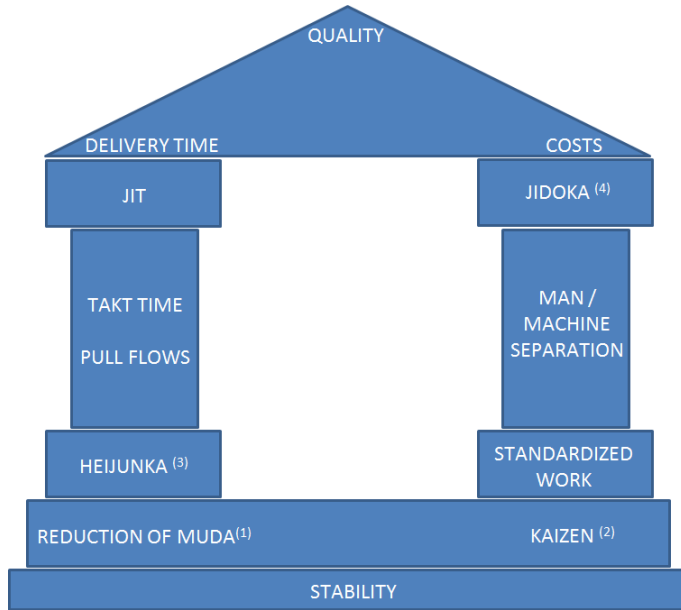 QUALITY
DELIVERY TIME
COSTS
JIT
JIDOKA (4)
TAKT TIME
PULL FLOWS
MAN /
MACHINE
SEPARATION
HEIJUNKA (3)
STANDARDIZED
WORK
REDUCTION OF MUDA(1)
KAIZEN (2)
STABILITY